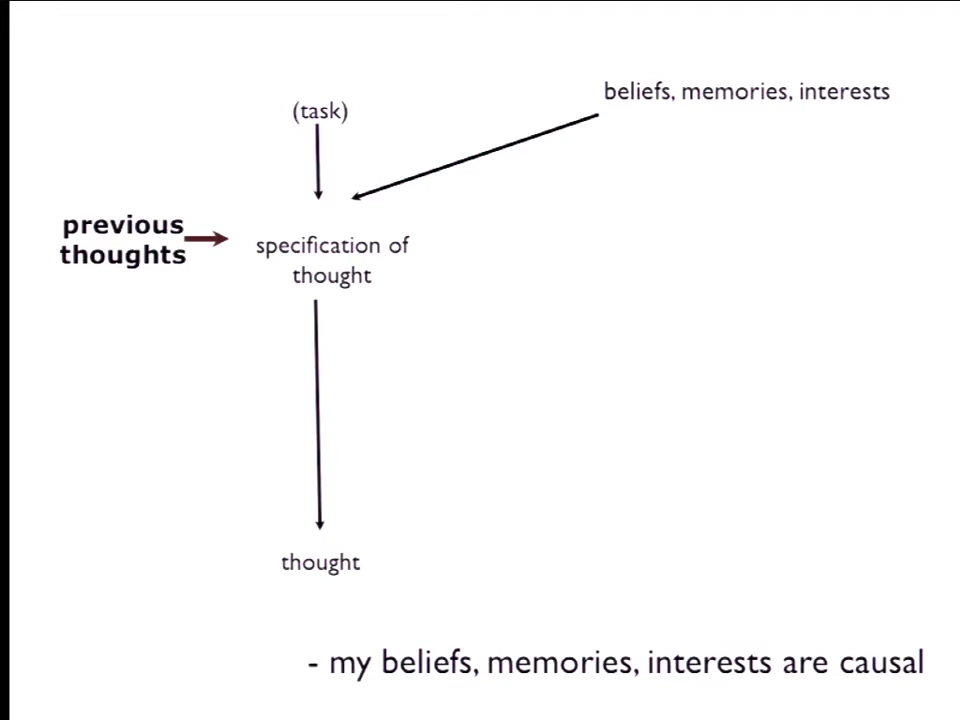 beliefs, memories, interests
(task)
previous
thoughts
specification of
thought
thought
- my beliefs, memories, interests are causal